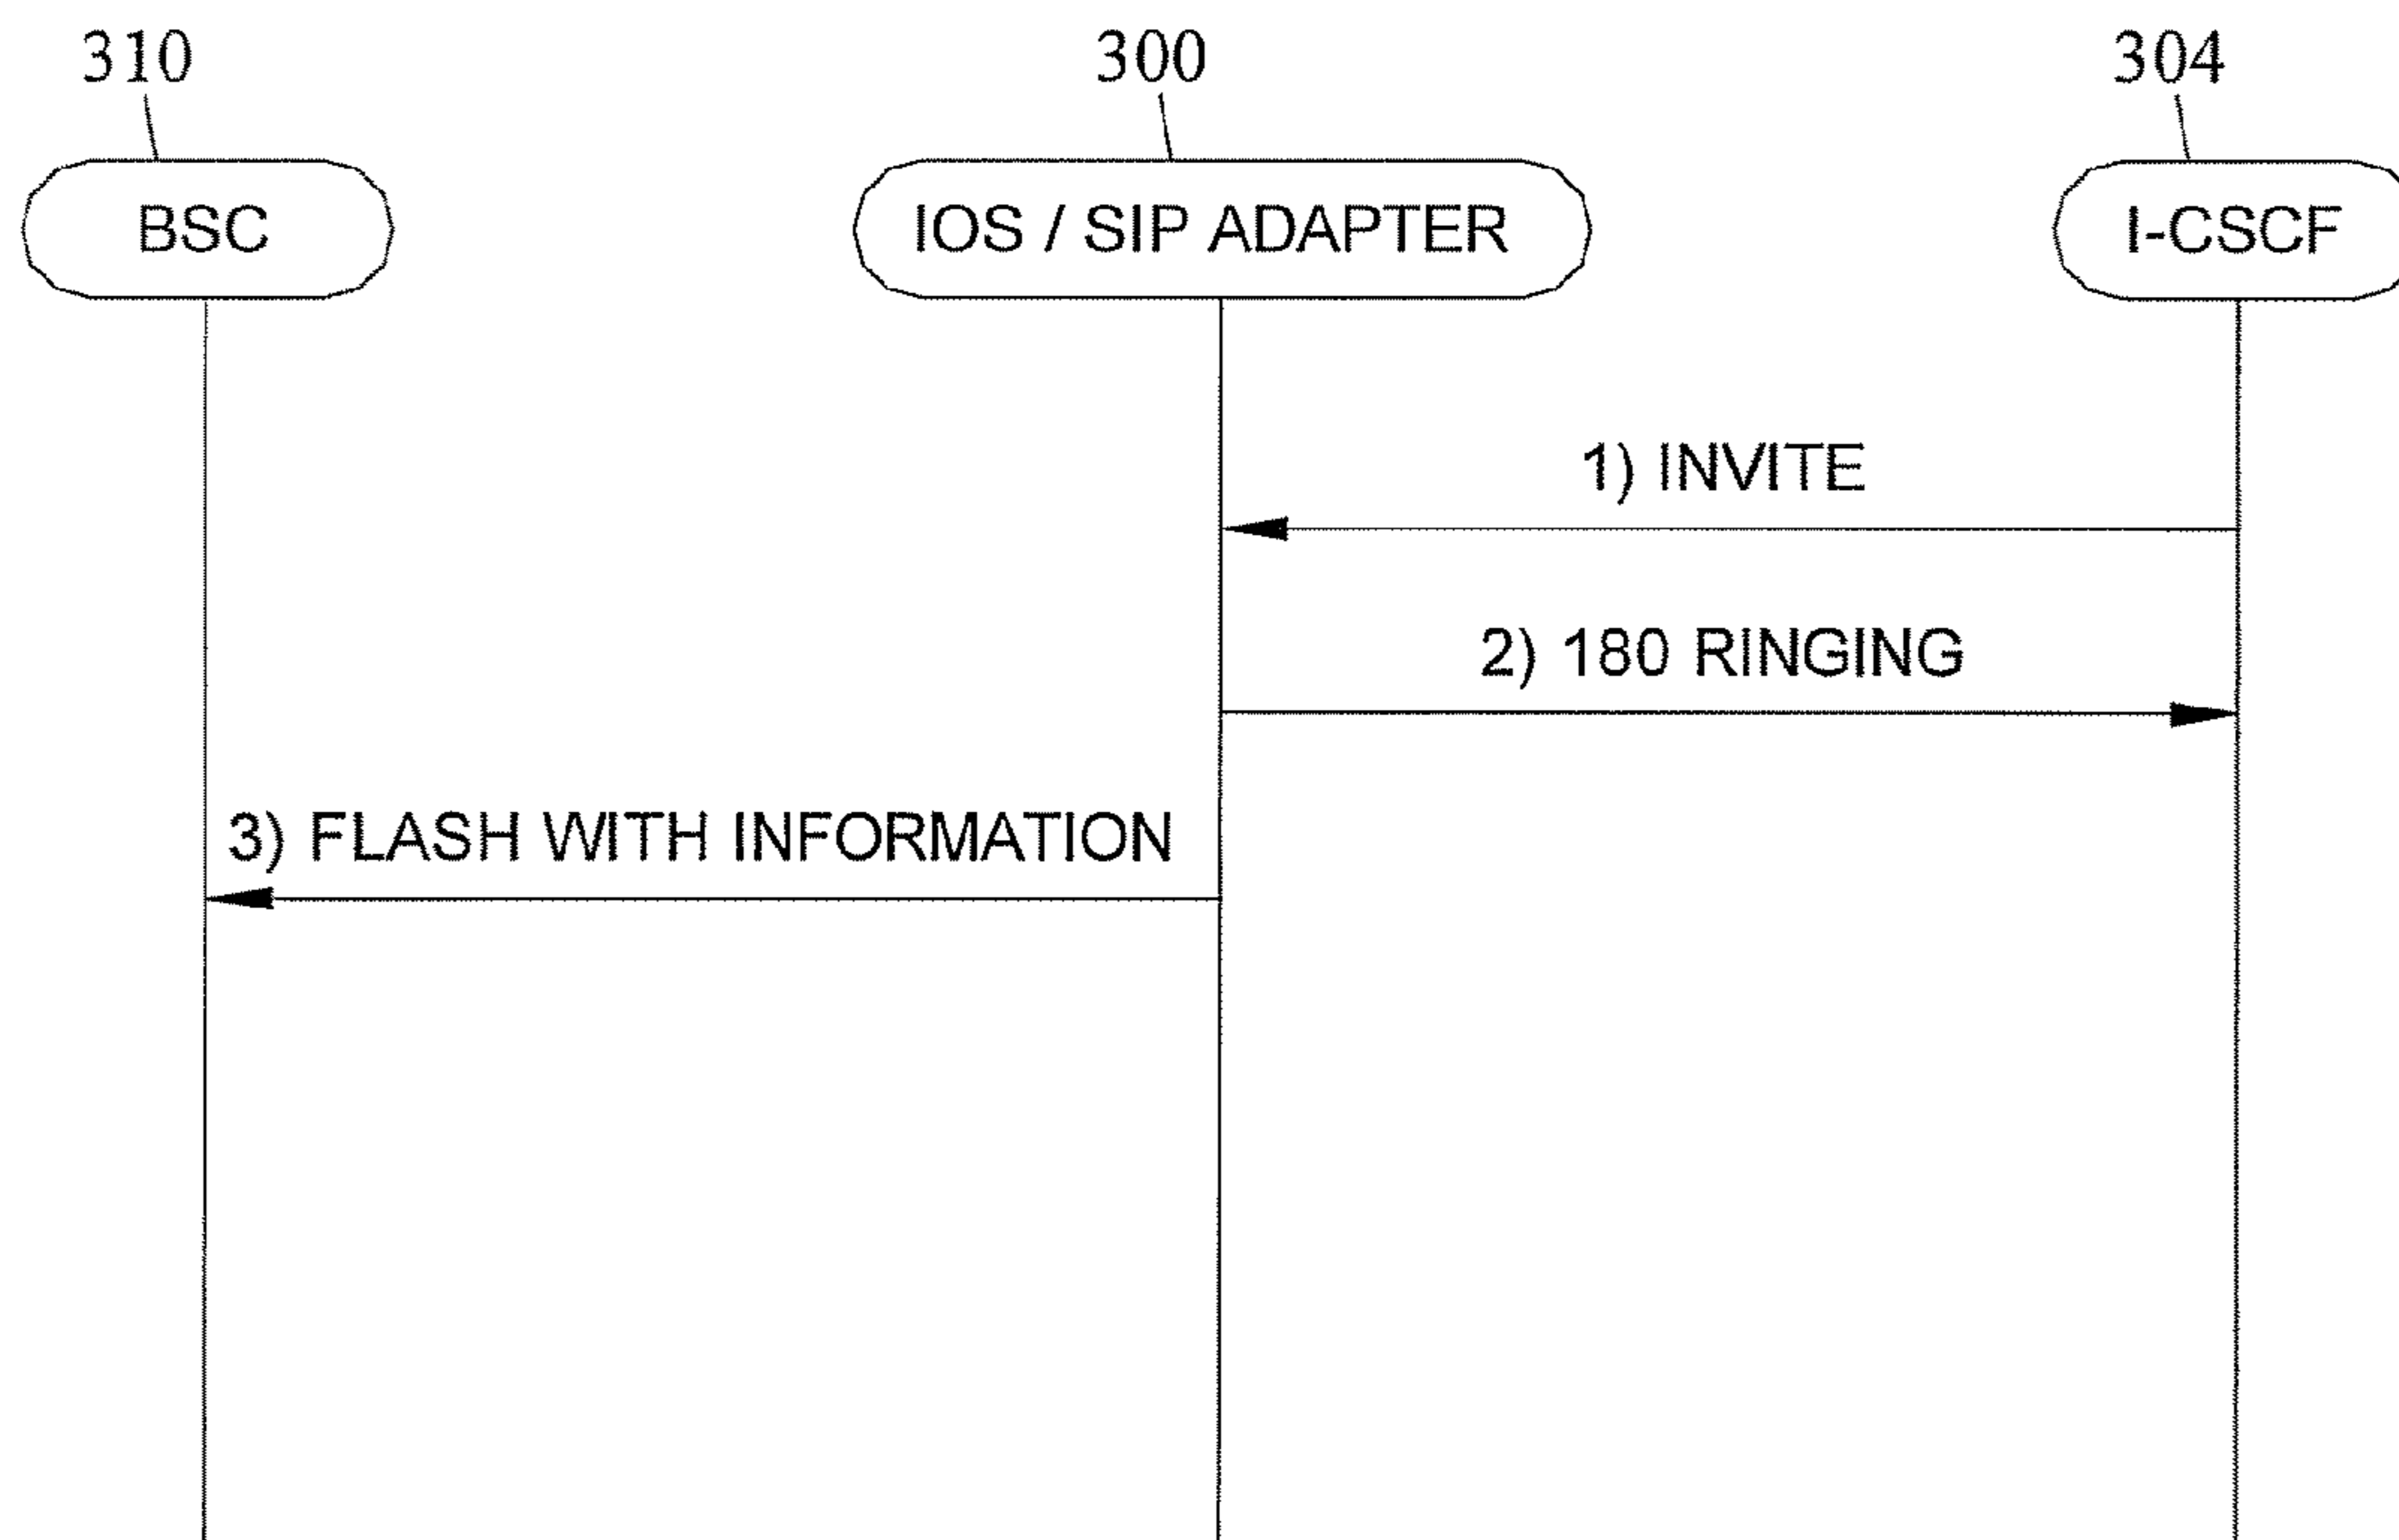 310
300
304
BSC
IOS / SIP ADAPTER
I-CSCF
1) INVITE
2) 180 RINGING
3) FLASH WITH INFORMATION